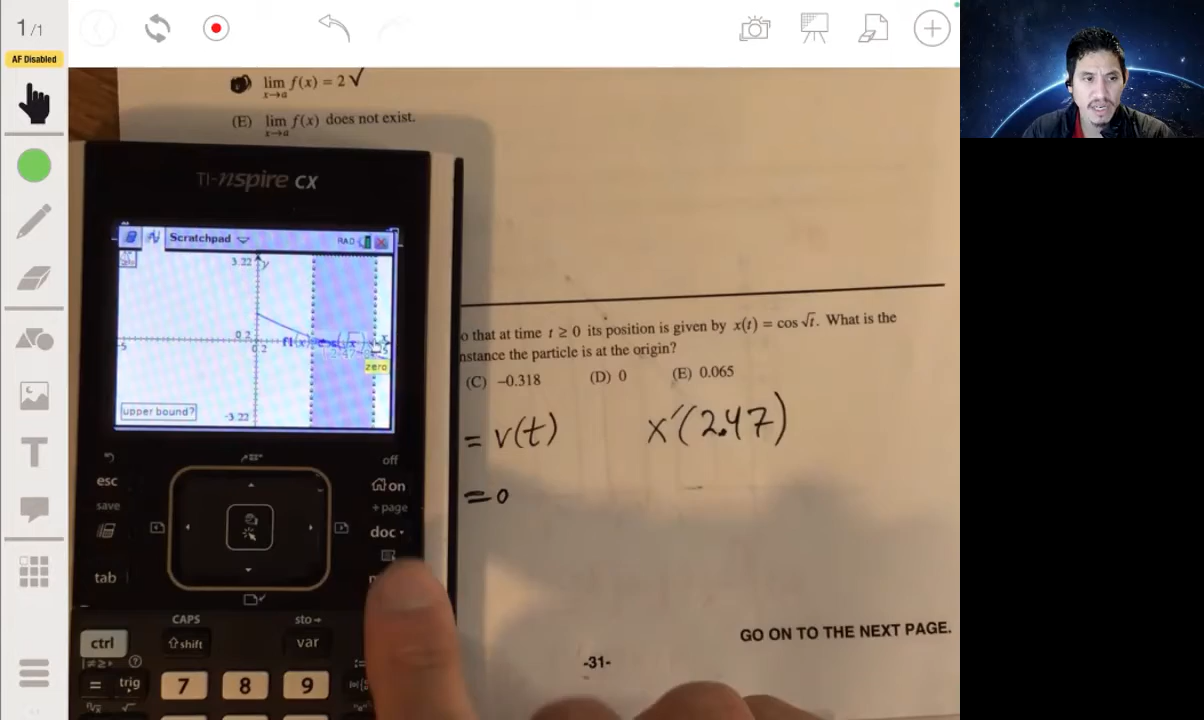 1/1
AF Disabled
lim f(x) = 2 ✓
x→a
(E) lim f(x) does not exist.
x→a
TI-nspire CX
Scratchpad RAD
3.22 y
0.2
-5 0.2
zero
upper bound?
-3.22
o that at time t ≥ 0 its position is given by x(t) = cos √t. What is the
nstance the particle is at the origin?
(C) −0.318 (D) 0 (E) 0.065
= v(t) x′(2.47)
= 0
off
esc on
save + page
doc
tab
CAPS sto→
ctrl shift var
= trig 7 8 9
GO ON TO THE NEXT PAGE.
-31-
T